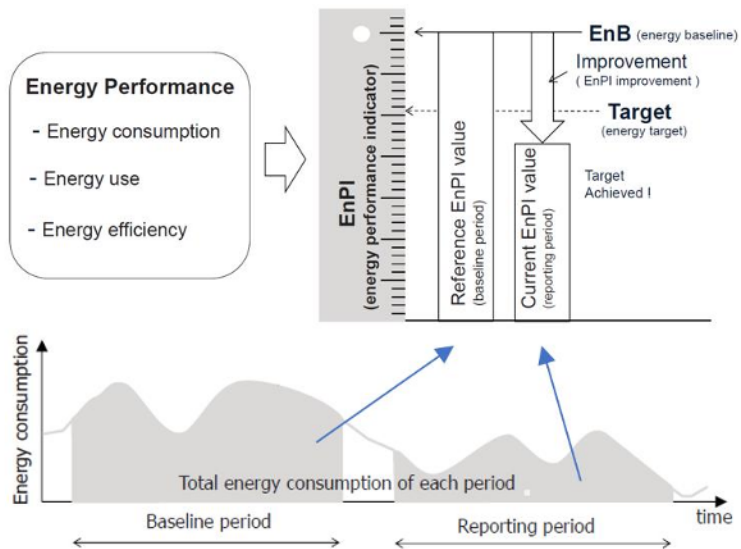 Energy Performance
- Energy consumption
- Energy use
- Energy efficiency
EnPI
(energy performance indicator)
EnB (energy baseline)
Improvement
( EnPI improvement )
Target
(energy target)
Target
Achieved !
Reference EnPI value
(baseline period)
Current EnPI value
(reporting period)
Energy consumption
Total energy consumption of each period
time
Baseline period
Reporting period